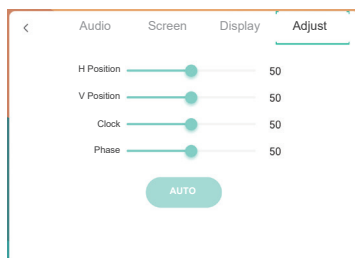 Audio Screen Display Adjust
H Position 50
V Position 50
Clock 50
Phase 50
AUTO